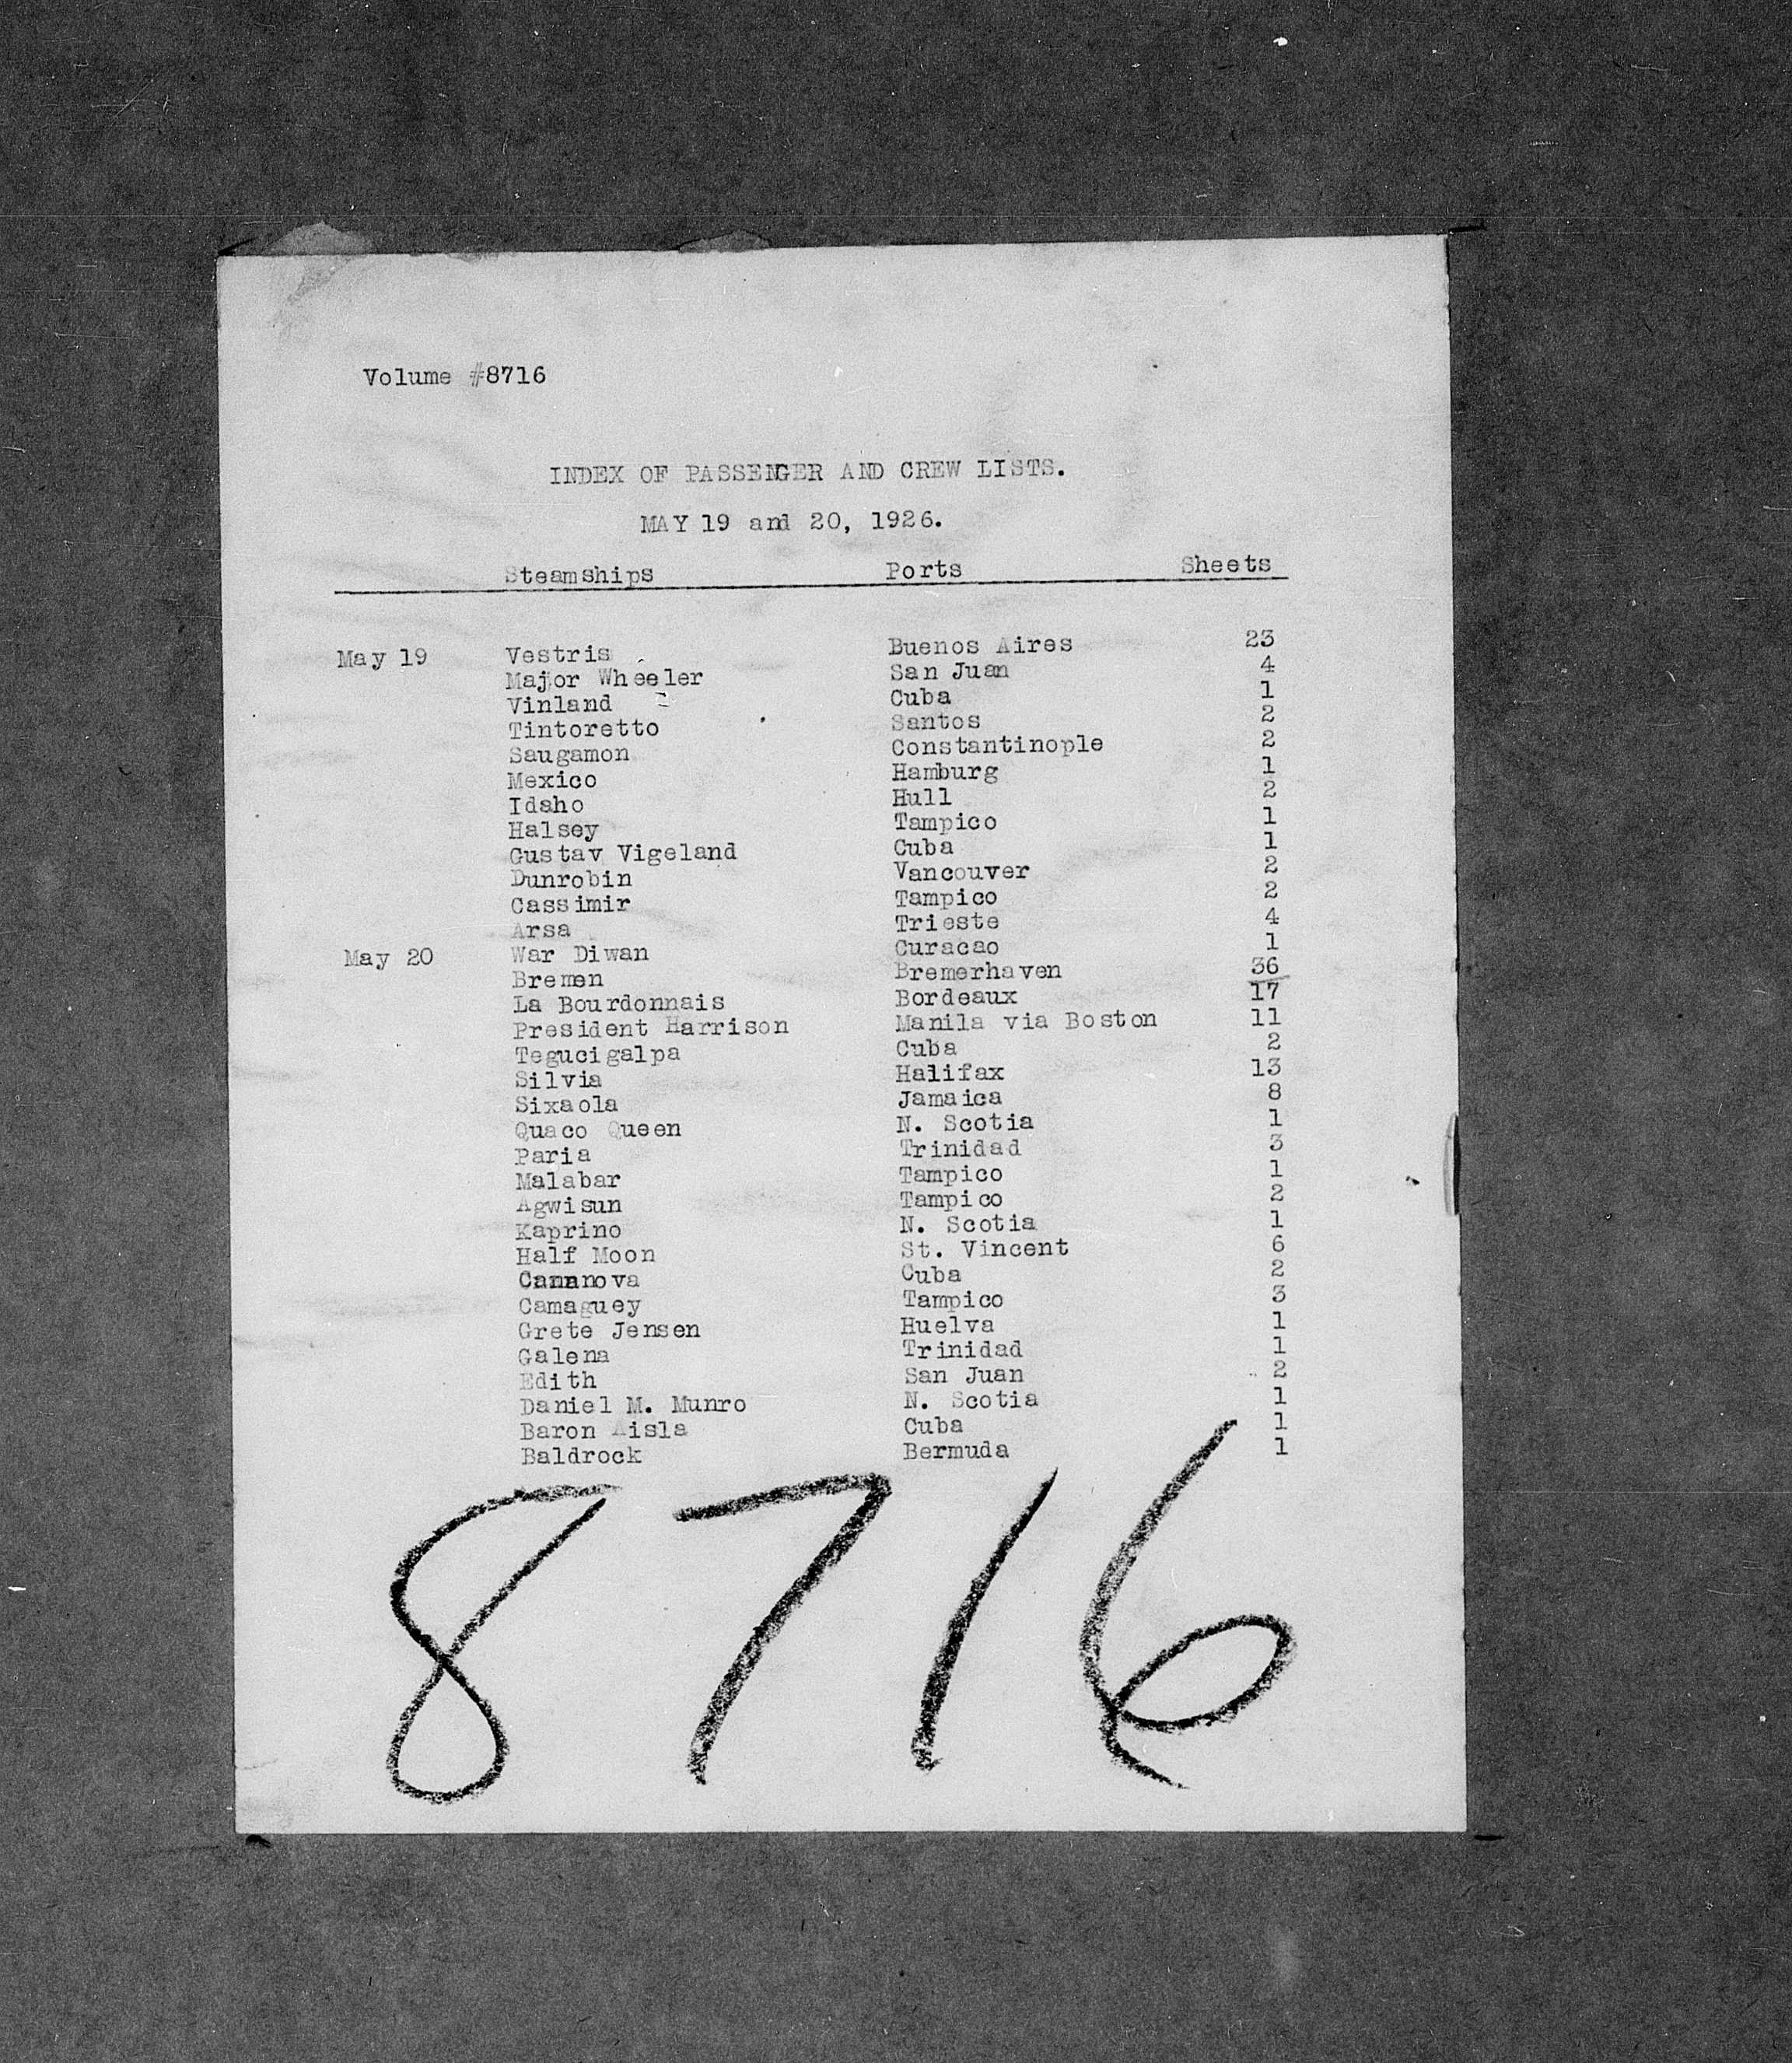 Volume #8716
INDEX OF PASSENGER AND CREW LISTS.
MAY 19 and 20, 1926.
Steamships Ports Sheets
May 19 Vestris Buenos Aires 23
Major Wheeler San Juan 4
Vinland Cuba 1
Tintoretto Santos 2
Saugamon Constantinople 2
Mexico Hamburg 1
Idaho Hull 2
Halsey Tampico 1
Gustav Vigeland Cuba 1
Dunrobin Vancouver 2
Cassimir Tampico 2
Arsa Trieste 4
May 20 War Diwan Curacao 1
Bremen Bremerhaven 36
La Bourdonnais Bordeaux 17
President Harrison Manila via Boston 11
Tegucigalpa Cuba 2
Silvia Halifax 13
Sixaola Jamaica 8
Quaco Queen N. Scotia 1
Paria Trinidad 3
Malabar Tampico 1
Agwisun Tampico 2
Kaprino N. Scotia 1
Half Moon St. Vincent 6
Cuba 2
Camaguey Tampico 3
Grete Jensen Huelva 1
Galena Trinidad 1
Edith San Juan 2
Daniel M. Munro N. Scotia 1
Baron Aisla Cuba 1
Baldrock Bermuda 1
8716